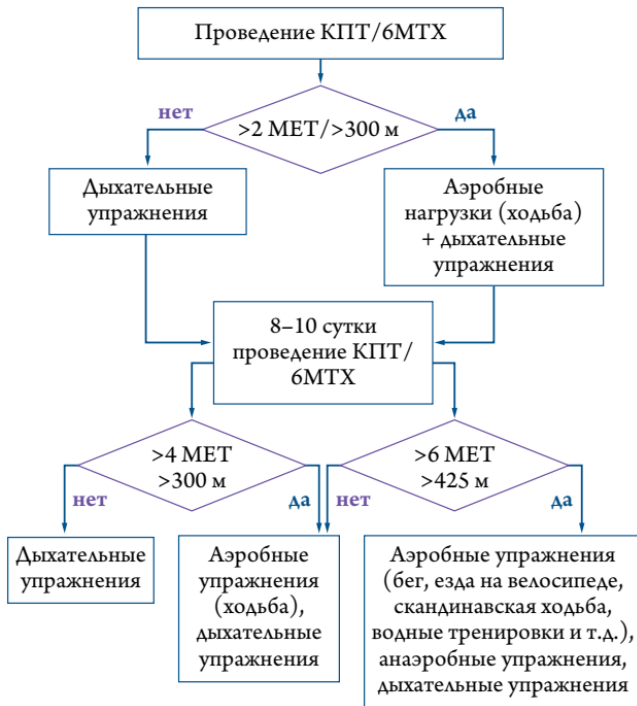 Проведение КПТ/6МТХ
нет
да
>2 МЕТ/>300 м
Дыхательные
упражнения
Аэробные
нагрузки (ходьба)
+ дыхательные
упражнения
8–10 сутки
проведение КПТ/
6МТХ
>4 МЕТ
>300 м
>6 МЕТ
>425 м
нет
да
нет
да
Дыхательные
упражнения
Аэробные
упражнения
(ходьба),
дыхательные
упражнения
Аэробные упражнения
(бег, езда на велосипеде,
скандинавская ходьба,
водные тренировки и т.д.),
анаэробные упражнения,
дыхательные упражнения